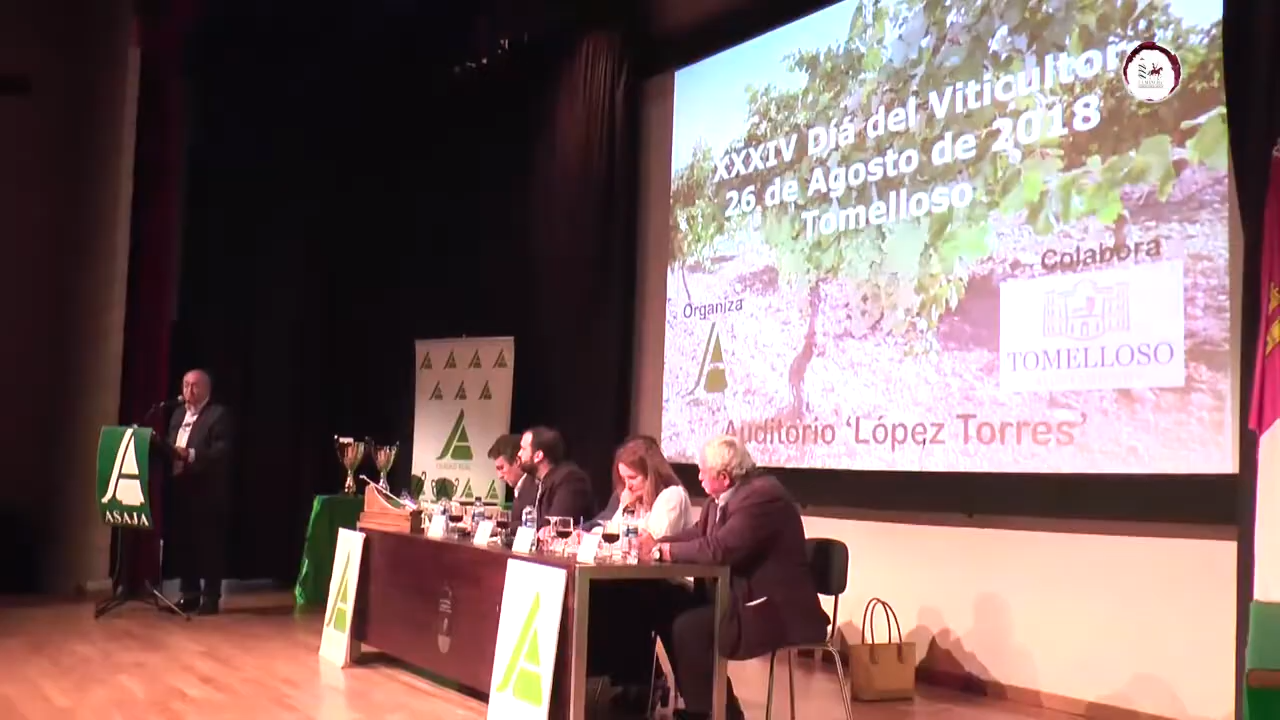 XXXIV Día del Viticultor
26 de Agosto de 2018
Tomelloso
Colabora
Organiza
TOMELLOSO
Auditorio ‘López Torres’
ASAJA